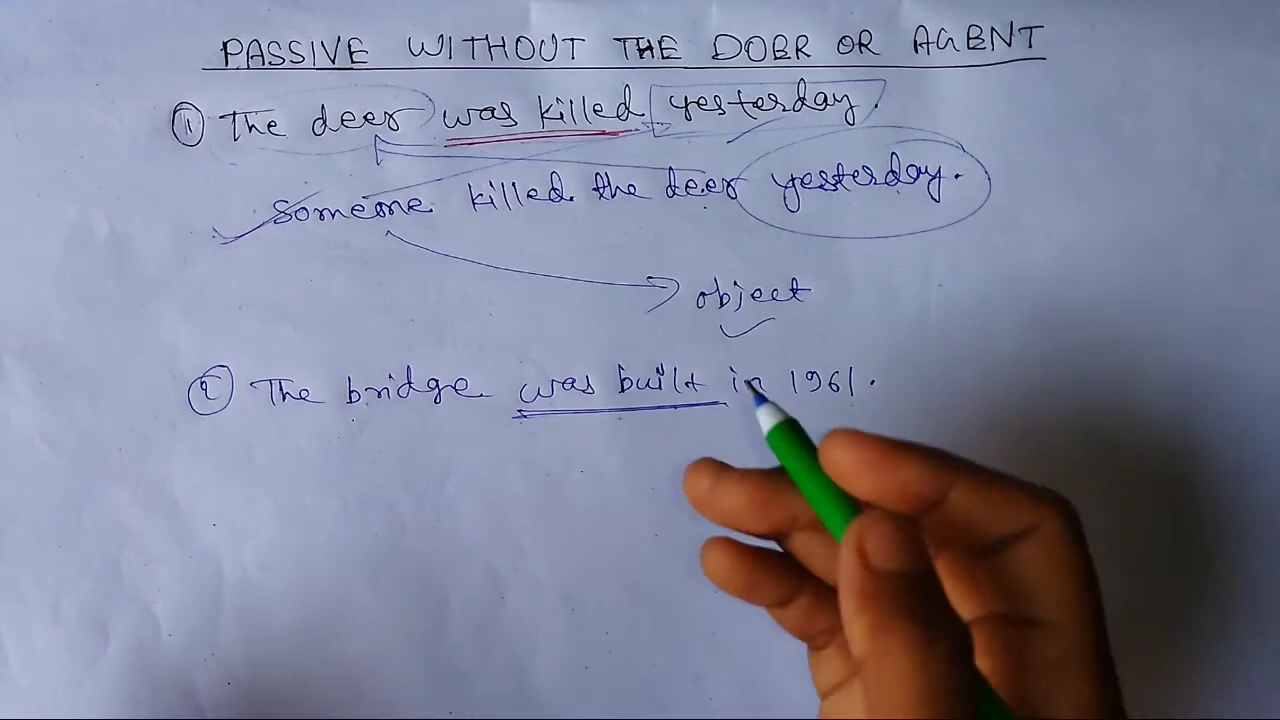 PASSIVE WITHOUT THE DOER OR AGENT
① The deer was killed yesterday.
Someone killed the deer yesterday.
object
② The bridge was built in 1961.